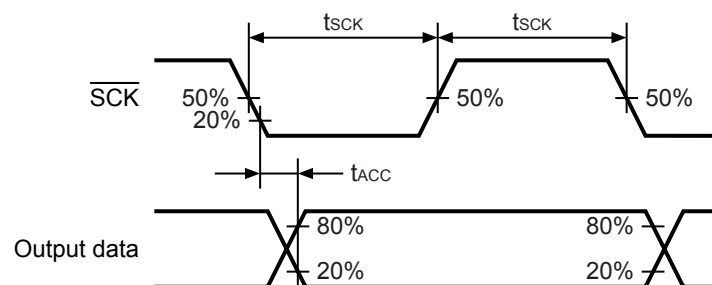 tSCK tSCK
SCK 50% 50% 50%
20%
tACC
80% 80%
Output data
20% 20%